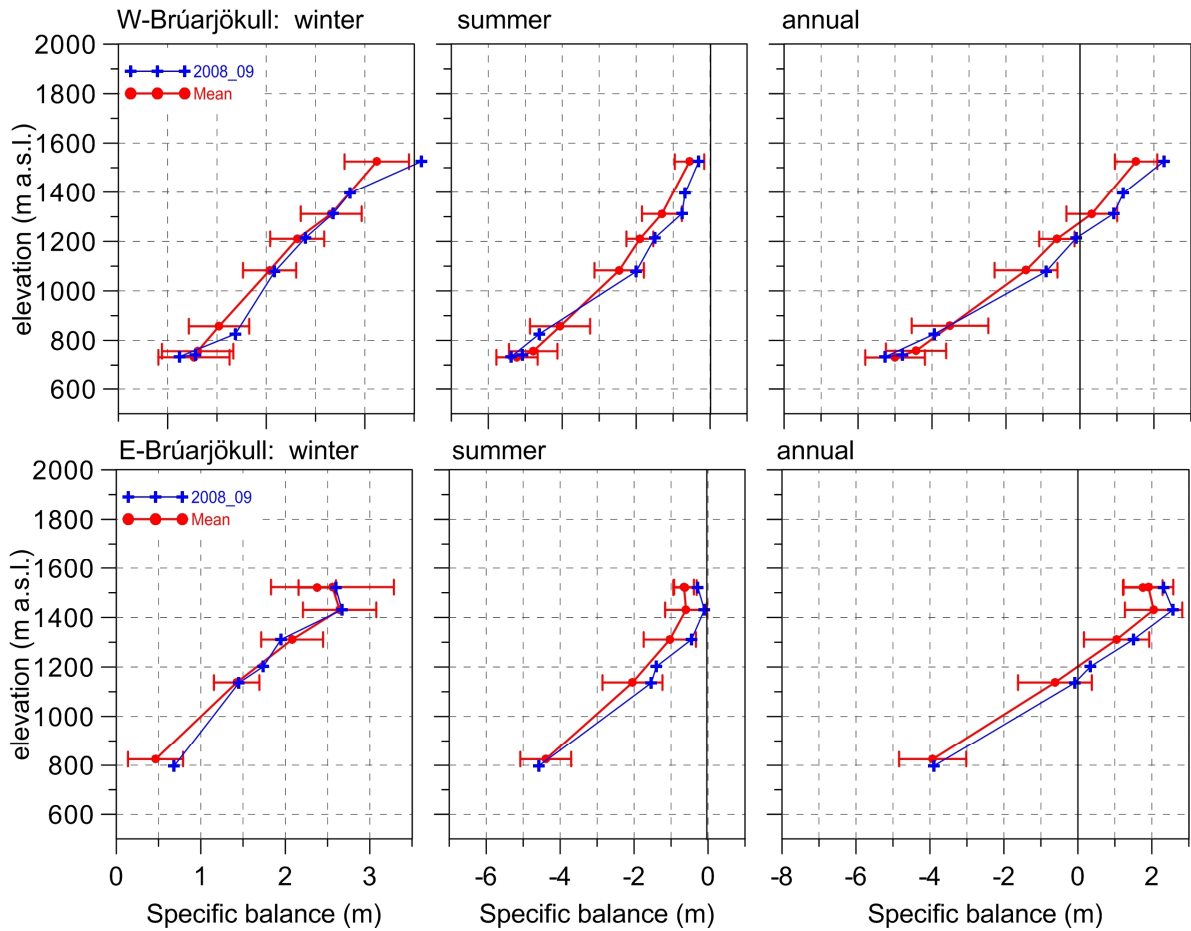 W-Brúarjökull: winter
summer
annual
2000
1800
1600
1400
1200
1000
800
600
elevation (m a.s.l.)
2008_09
Mean
E-Brúarjökull: winter
summer
annual
2000
1800
1600
1400
1200
1000
800
600
elevation (m a.s.l.)
2008_09
Mean
0 1 2 3
-6 -4 -2 0
-8 -6 -4 -2 0 2
Specific balance (m)
Specific balance (m)
Specific balance (m)